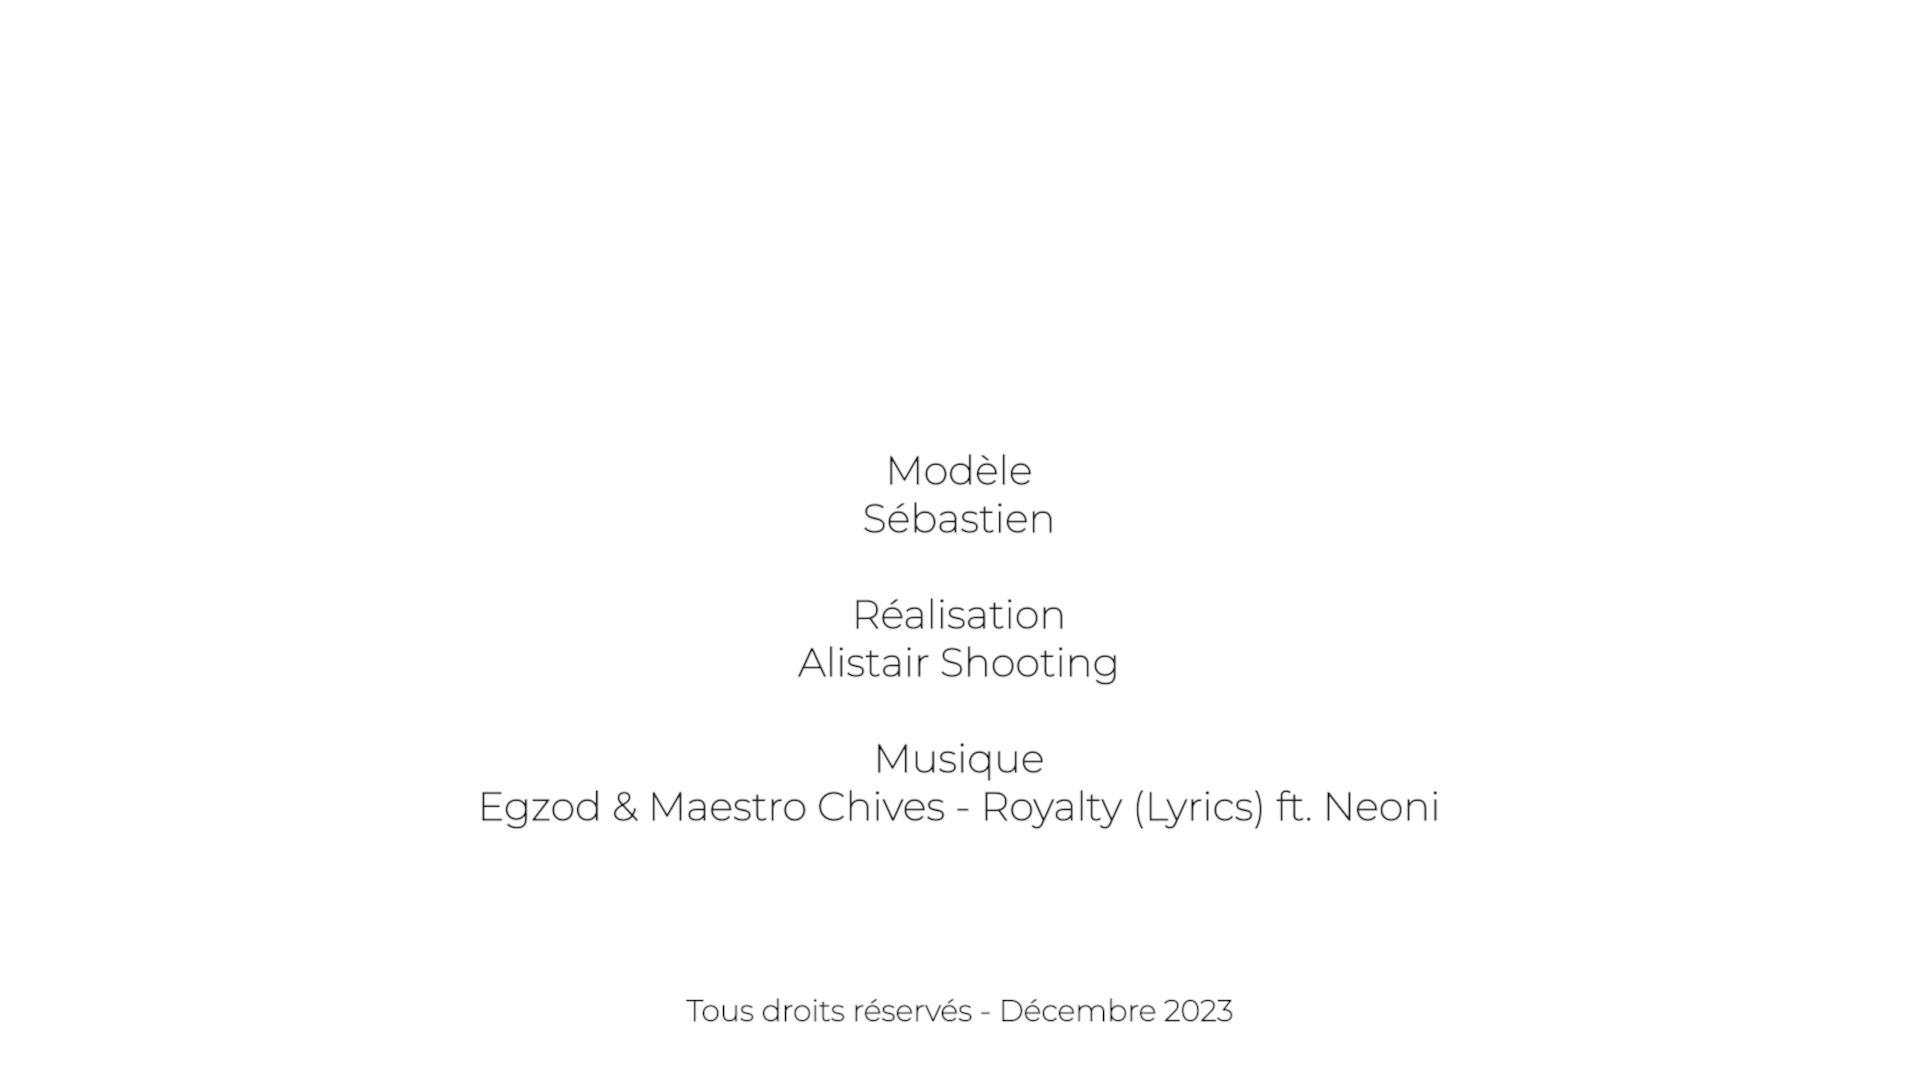 Modèle
Sébastien
Réalisation
Alistair Shooting
Musique
Egzod & Maestro Chives - Royalty (Lyrics) ft. Neoni
Tous droits réservés - Décembre 2023